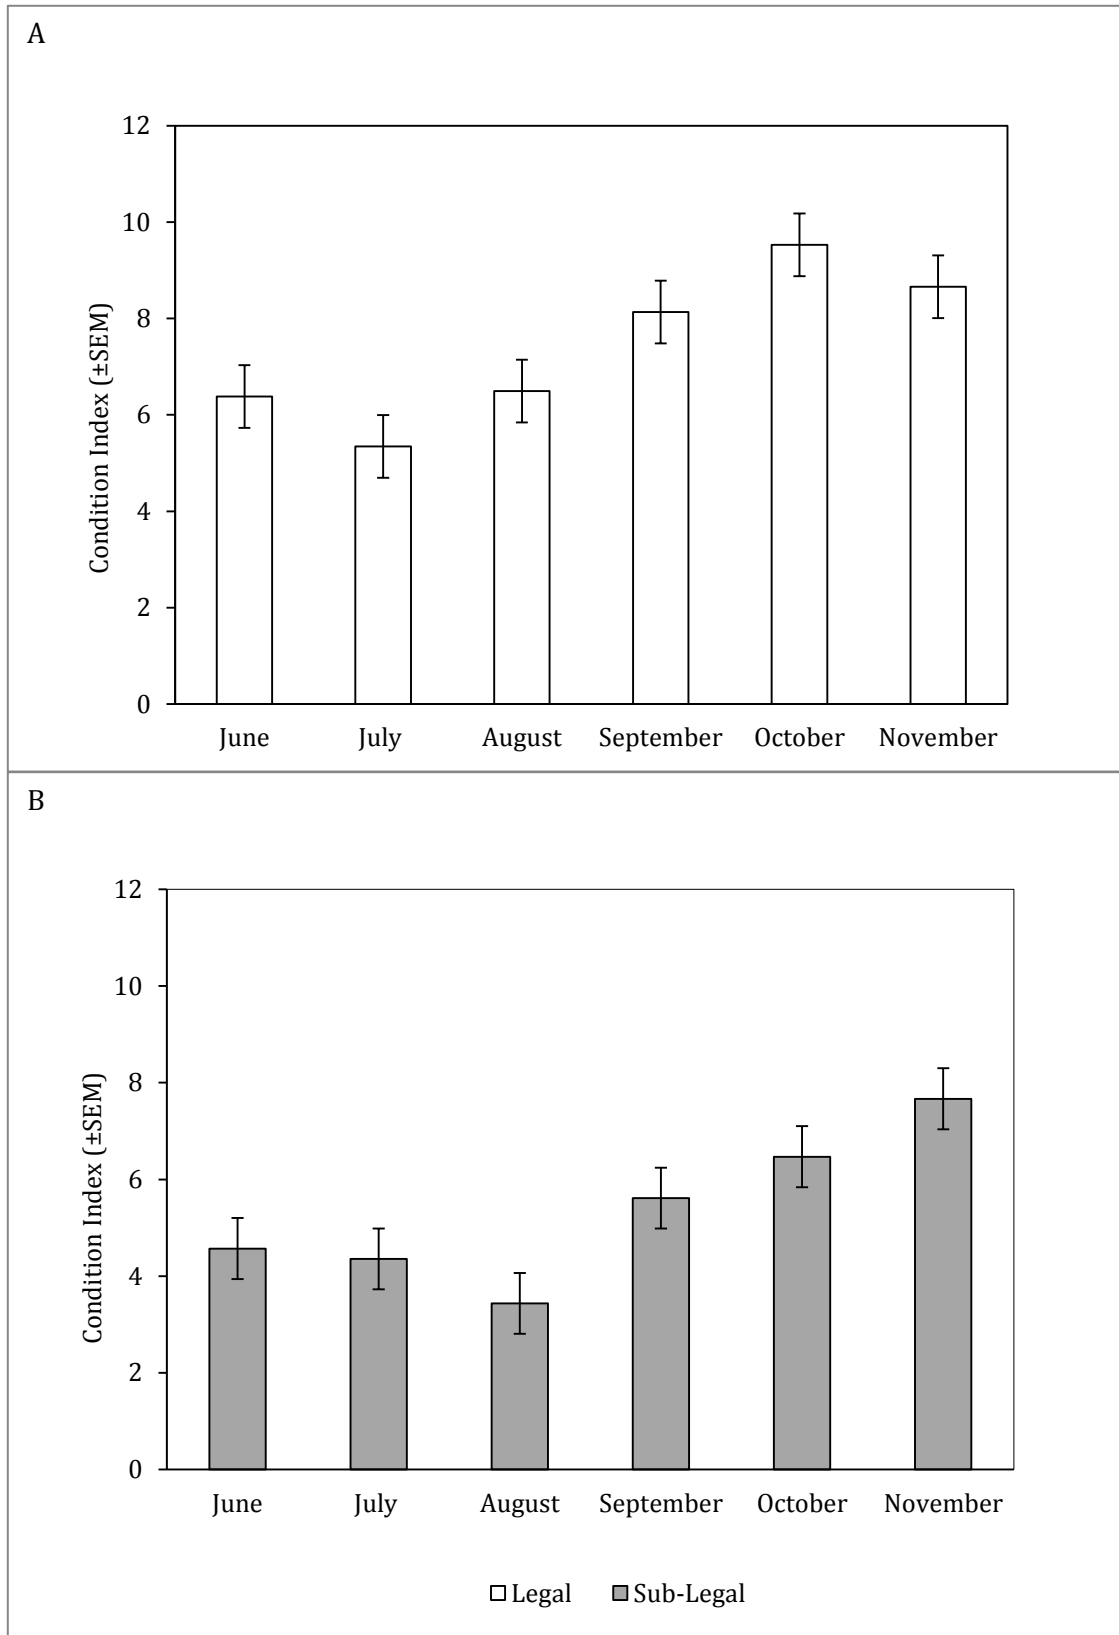 A
Condition Index (±SEM)
12
10
8
6
4
2
0
June July August September October November
B
Condition Index (±SEM)
12
10
8
6
4
2
0
June July August September October November
Legal Sub-Legal